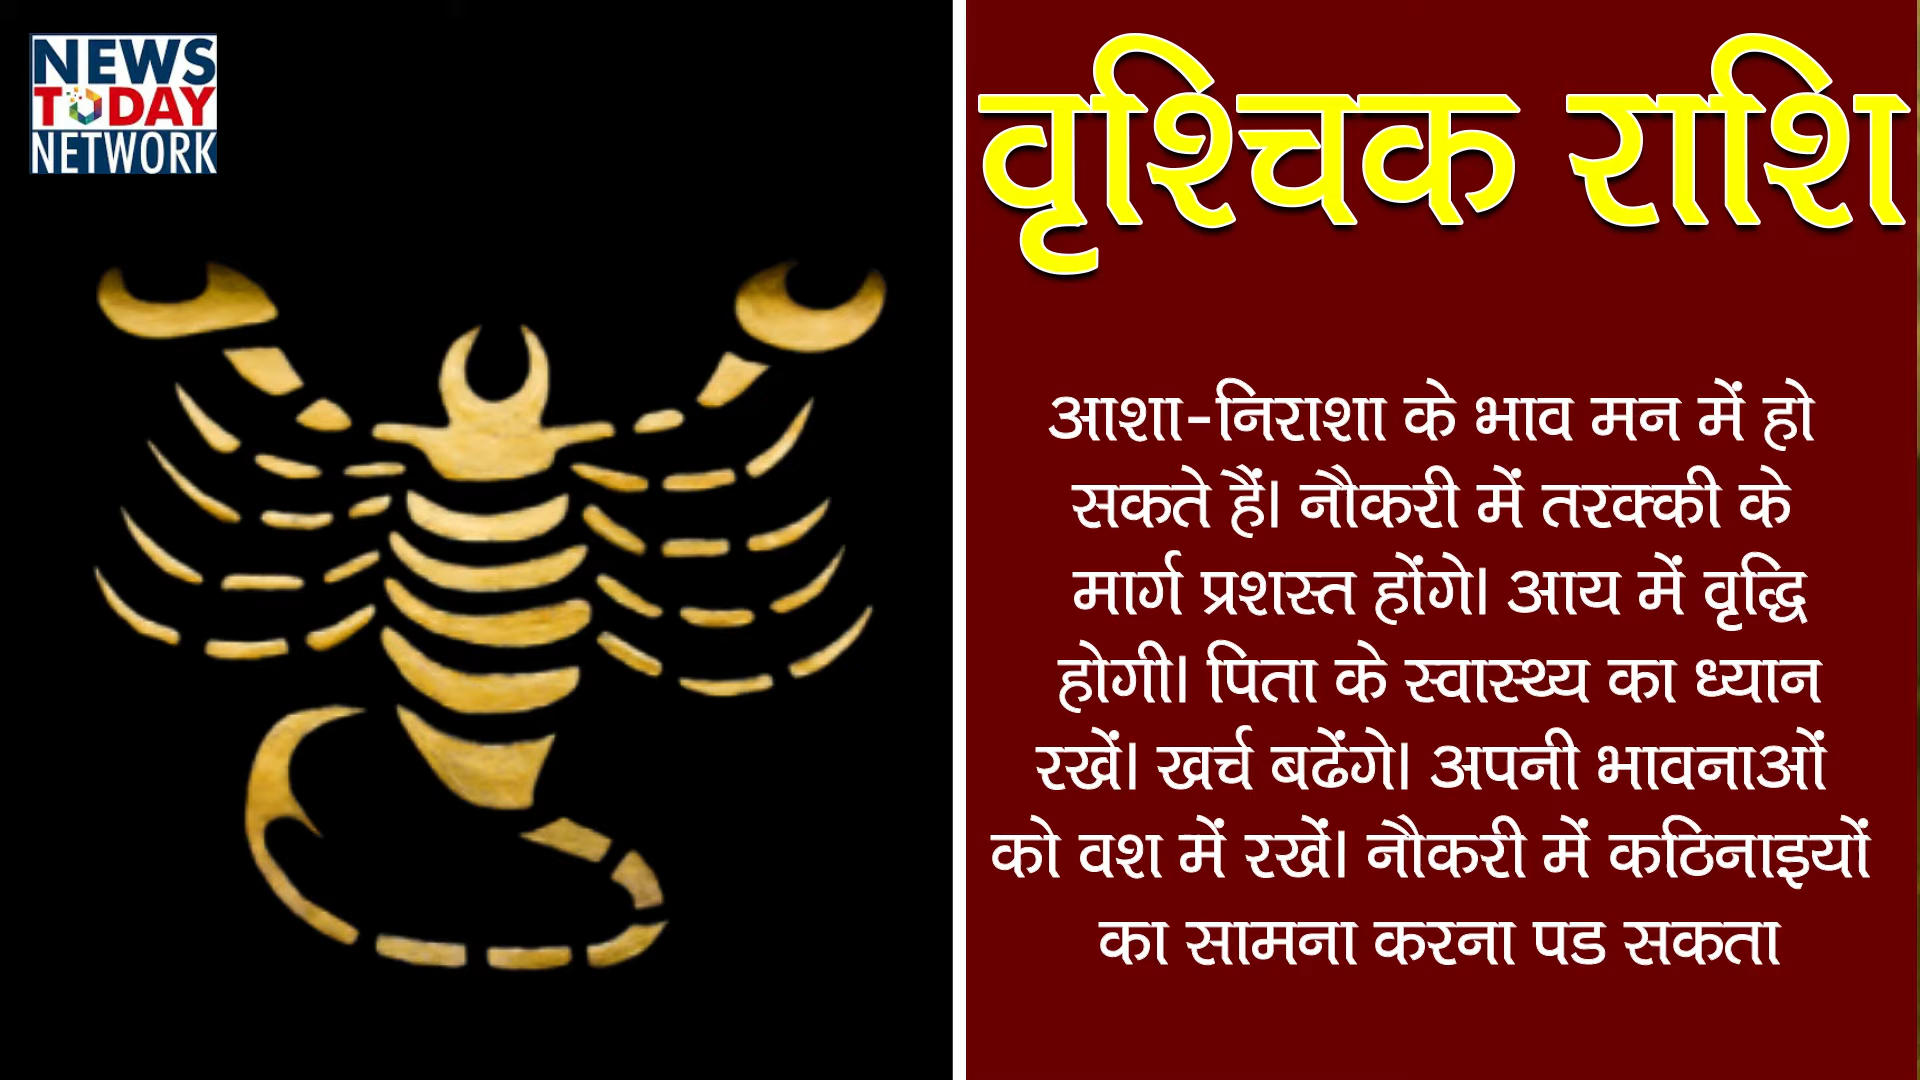 NEWS
TODAY
NETWORK
वृश्चिक राशि
आशा-निराशा के भाव मन में हो
सकते हैं। नौकरी में तरक्की के
मार्ग प्रशस्त होंगे। आय में वृद्धि
होगी। पिता के स्वास्थ्य का ध्यान
रखें। खर्च बढेंगे। अपनी भावनाओं
को वश में रखें। नौकरी में कठिनाइयों
का सामना करना पड सकता